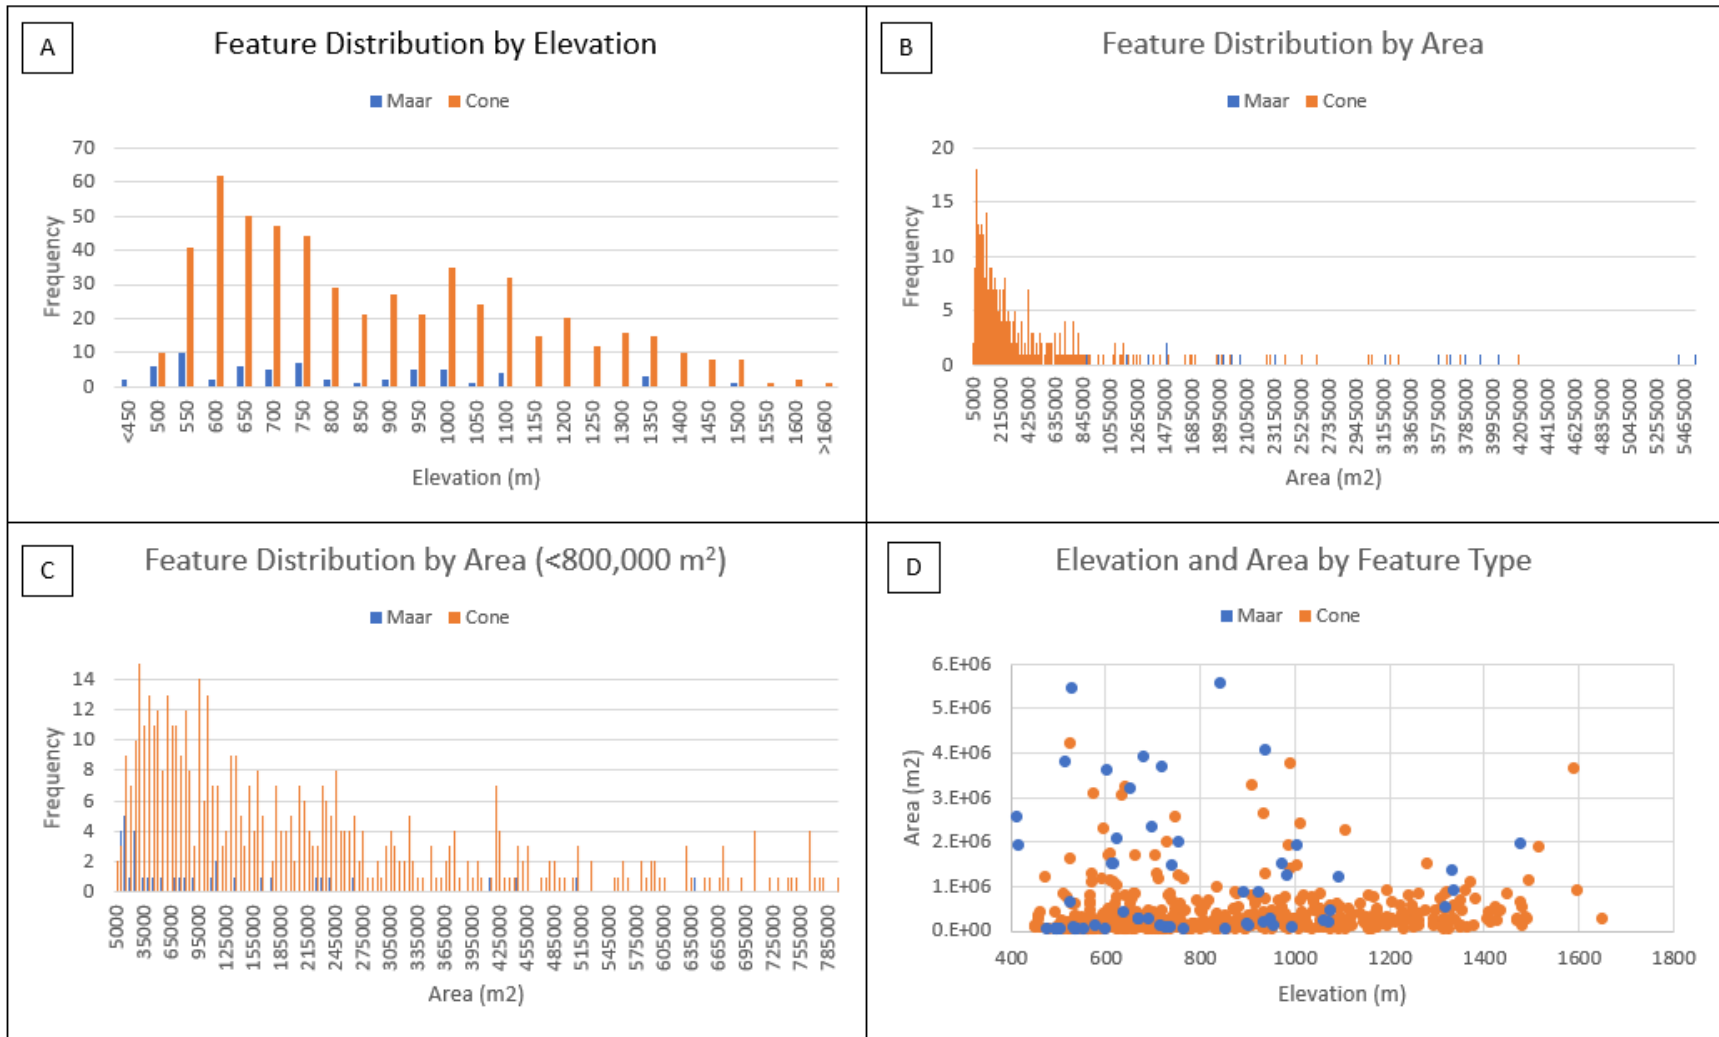 A
Feature Distribution by Elevation
Maar Cone
70
60
50
40
30
20
10
0
Frequency
<450 500 550 600 650 700 750 800 850 900 950 1000 1050 1100 1150 1200 1250 1300 1350 1400 1450 1500 1550 1600 >1600
Elevation (m)
B
Feature Distribution by Area
Maar Cone
20
15
10
5
0
Frequency
5000 215000 425000 635000 845000 1055000 1265000 1475000 1685000 1895000 2105000 2315000 2525000 2735000 2945000 3155000 3365000 3575000 3785000 3995000 4205000 4415000 4625000 4835000 5045000 5255000 5465000
Area (m2)
C
Feature Distribution by Area (<800,000 m²)
Maar Cone
14
12
10
8
6
4
2
0
Frequency
5000 35000 65000 95000 125000 155000 185000 215000 245000 275000 305000 335000 365000 395000 425000 455000 485000 515000 545000 575000 605000 635000 665000 695000 725000 755000 785000
Area (m2)
D
Elevation and Area by Feature Type
Maar Cone
6.E+06
5.E+06
4.E+06
3.E+06
2.E+06
1.E+06
0.E+00
Area (m2)
400 600 800 1000 1200 1400 1600 1800
Elevation (m)